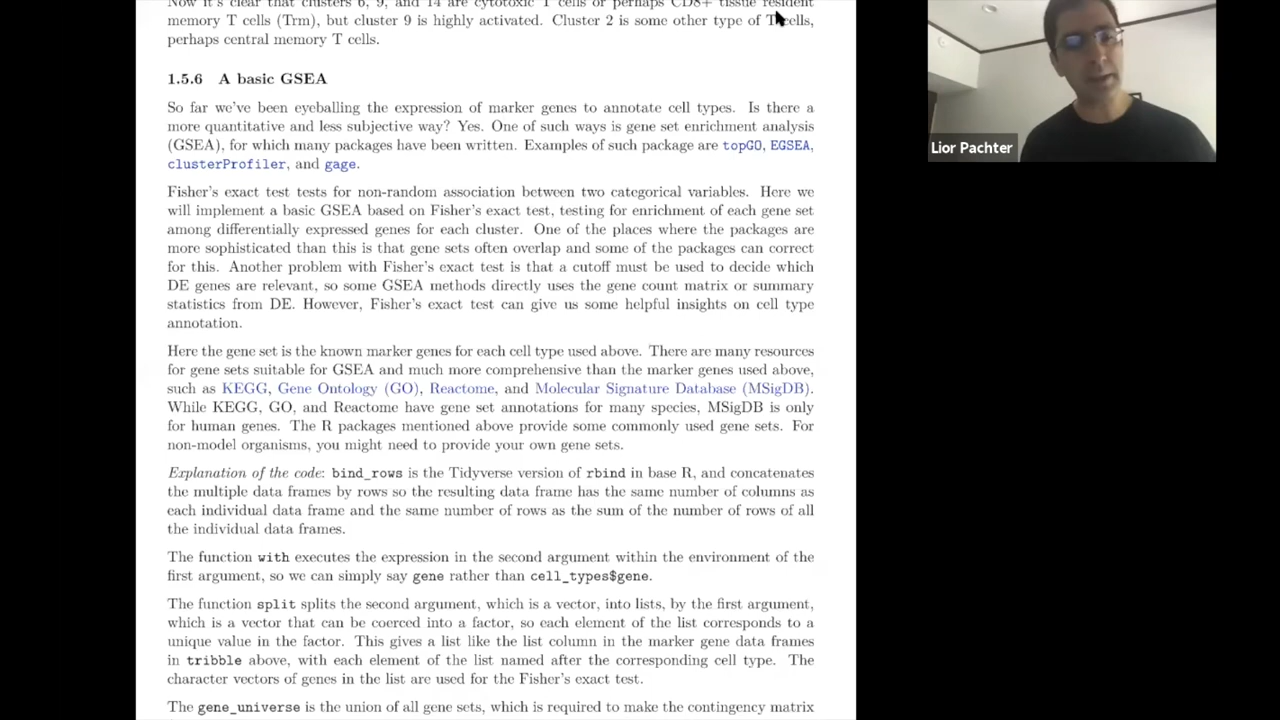 Now it's clear that clusters 6, 9, and 14 are cytotoxic T cells or perhaps CD8+ tissue resident
memory T cells (Trm), but cluster 9 is highly activated. Cluster 2 is some other type of T cells,
perhaps central memory T cells.
1.5.6 A basic GSEA
So far we've been eyeballing the expression of marker genes to annotate cell types. Is there a
more quantitative and less subjective way? Yes. One of such ways is gene set enrichment analysis
(GSEA), for which many packages have been written. Examples of such package are topGO, EGSEA,
clusterProfiler, and gage.
Fisher's exact test tests for non-random association between two categorical variables. Here we
will implement a basic GSEA based on Fisher's exact test, testing for enrichment of each gene set
among differentially expressed genes for each cluster. One of the places where the packages are
more sophisticated than this is that gene sets often overlap and some of the packages can correct
for this. Another problem with Fisher's exact test is that a cutoff must be used to decide which
DE genes are relevant, so some GSEA methods directly uses the gene count matrix or summary
statistics from DE. However, Fisher's exact test can give us some helpful insights on cell type
annotation.
Here the gene set is the known marker genes for each cell type used above. There are many resources
for gene sets suitable for GSEA and much more comprehensive than the marker genes used above,
such as KEGG, Gene Ontology (GO), Reactome, and Molecular Signature Database (MSigDB).
While KEGG, GO, and Reactome have gene set annotations for many species, MSigDB is only
for human genes. The R packages mentioned above provide some commonly used gene sets. For
non-model organisms, you might need to provide your own gene sets.
Explanation of the code: bind_rows is the Tidyverse version of rbind in base R, and concatenates
the multiple data frames by rows so the resulting data frame has the same number of columns as
each individual data frame and the same number of rows as the sum of the number of rows of all
the individual data frames.
The function with executes the expression in the second argument within the environment of the
first argument, so we can simply say gene rather than cell_types$gene.
The function split splits the second argument, which is a vector, into lists, by the first argument,
which is a vector that can be coerced into a factor, so each element of the list corresponds to a
unique value in the factor. This gives a list like the list column in the marker gene data frames
in tribble above, with each element of the list named after the corresponding cell type. The
character vectors of genes in the list are used for the Fisher's exact test.
The gene_universe is the union of all gene sets, which is required to make the contingency matrix
Lior Pachter